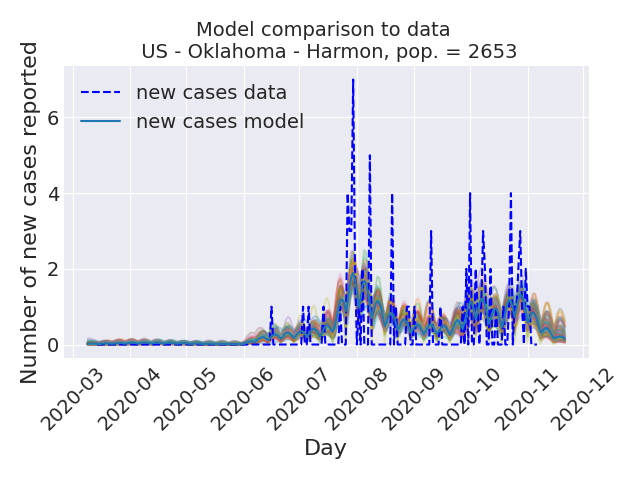 Model comparison to data
US - Oklahoma - Harmon, pop. = 2653
Number of new cases reported
6
4
2
0
new cases data
new cases model
2020-03
2020-04
2020-05
2020-06
2020-07
2020-08
2020-09
2020-10
2020-11
2020-12
Day